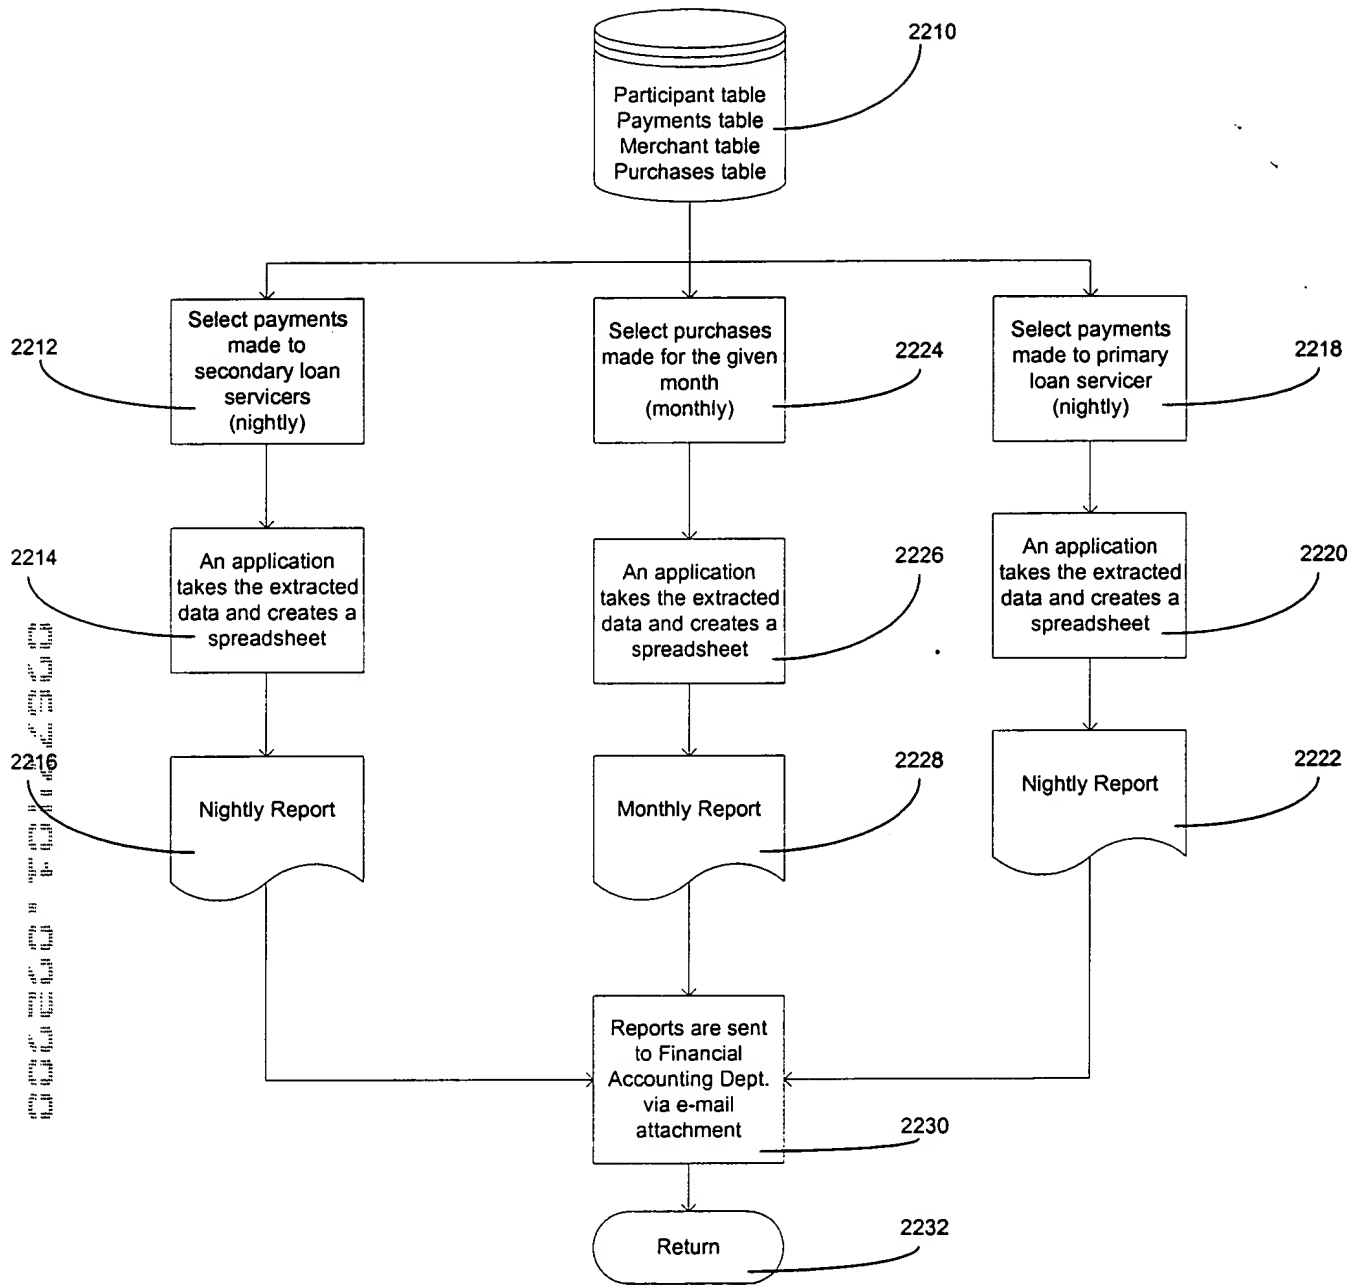 2210
Participant table
Payments table
Merchant table
Purchases table
2212
Select payments
made to
secondary loan
servicers
(nightly)
Select purchases
made for the given
month
(monthly)
2224
Select payments
made to primary
loan servicer
(nightly)
2218
2214
An application
takes the extracted
data and creates a
spreadsheet
An application
takes the extracted
data and creates a
spreadsheet
2226
An application
takes the extracted
data and creates a
spreadsheet
2220
2216
Nightly Report
Monthly Report
2228
Nightly Report
2222
Reports are sent
to Financial
Accounting Dept.
via e-mail
attachment
2230
Return
2232